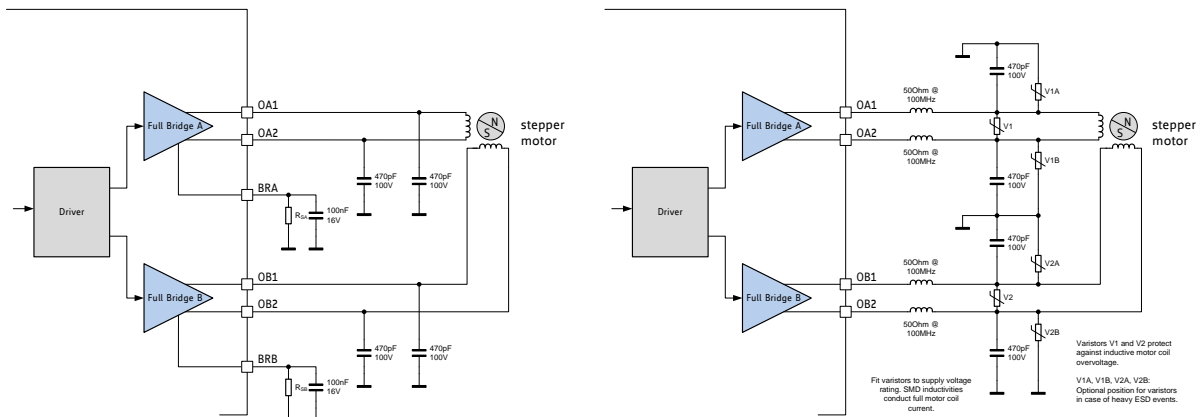 Driver
Full Bridge A
Full Bridge B
OA1
OA2
BRA
RSA
100nF
16V
470pF
100V
470pF
100V
N
S
stepper
motor
OB1
OB2
BRB
RSB
100nF
16V
470pF
100V
470pF
100V
Driver
Full Bridge A
Full Bridge B
OA1
OA2
50Ohm @
100MHz
50Ohm @
100MHz
470pF
100V
V1A
V1
V1B
470pF
100V
N
S
stepper
motor
470pF
100V
V2A
OB1
OB2
50Ohm @
100MHz
50Ohm @
100MHz
V2
V2B
470pF
100V
Fit varistors to supply voltage
rating. SMD inductivities
conduct full motor coil
current.
Varistors V1 and V2 protect
against inductive motor coil
overvoltage.
V1A, V1B, V2A, V2B:
Optional position for varistors
in case of heavy ESD events.